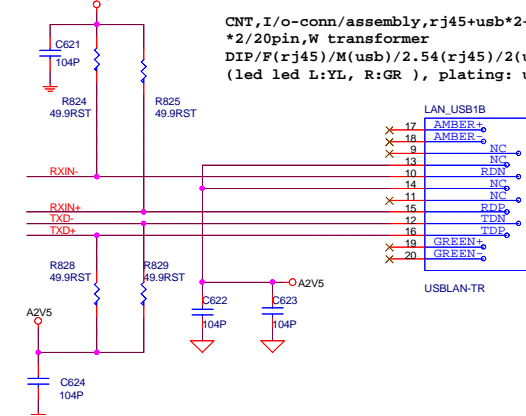 CNT,I/o-conn/assembly,rj45+usb*2+
*2/20pin,W transformer
DIP/F(rj45)/M(usb)/2.54(rj45)/2(u
(led led L:YL, R:GR ), plating: u
C621
104P
R824
49.9RST
R825
49.9RST
LAN_USB1B
17 AMBER+
18 AMBER-
9 NC
13 NC
RXIN- 10 RDN
14 NC
11 NC
RXIN+ 15 RDP
TXD- 12 TDN
TXD+ 16 TDP
19 GREEN+
20 GREEN-
R828
49.9RST
R829
49.9RST
A2V5
USBLAN-TR
C622
104P
C623
104P
A2V5
C624
104P